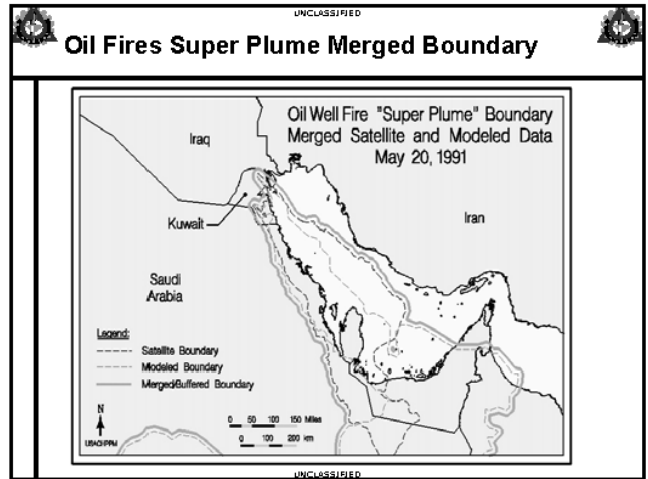 UNCLASSIFIED
Oil Fires Super Plume Merged Boundary
Oil Well Fire "Super Plume" Boundary
Merged Satellite and Modeled Data
May 20, 1991
Iraq
Kuwait
Iran
Saudi
Arabia
Legend:
Satellite Boundary
Modeled Boundary
Merged/Buffered Boundary
N
USACHPPM
0 50 100 150 Miles
0 100 200 km
UNCLASSIFIED